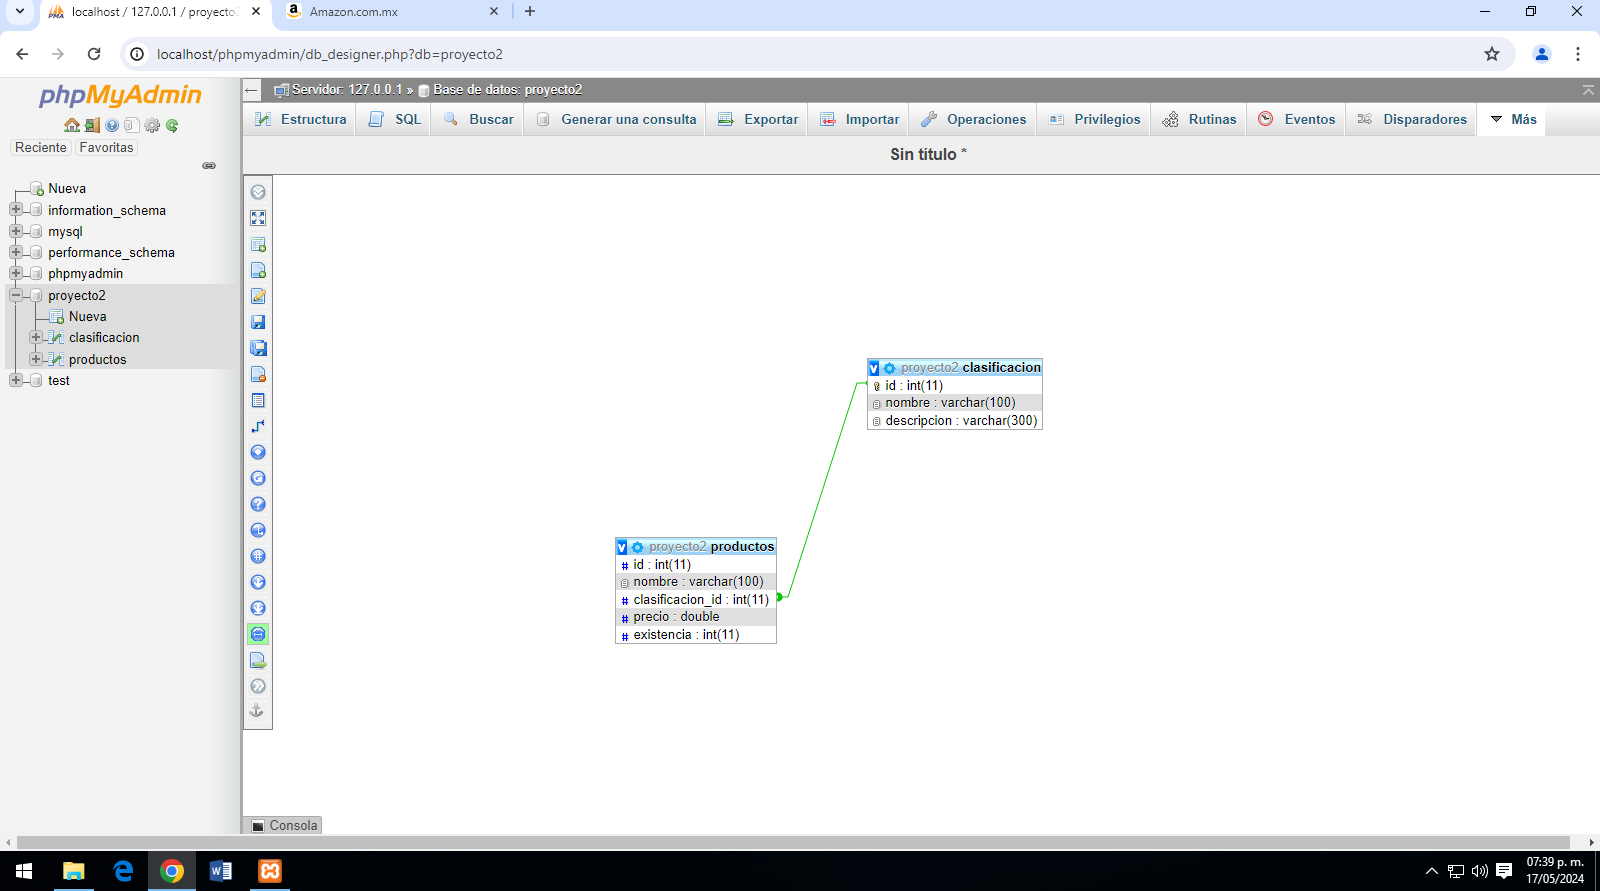 localhost / 127.0.0.1 / proyecto2
Amazon.com.mx
localhost/phpmyadmin/db_designer.php?db=proyecto2
phpMyAdmin
Reciente
Favoritas
Nueva
information_schema
mysql
performance_schema
phpmyadmin
proyecto2
Nueva
clasificacion
productos
test
Servidor: 127.0.0.1 » Base de datos: proyecto2
Estructura
SQL
Buscar
Generar una consulta
Exportar
Importar
Operaciones
Privilegios
Rutinas
Eventos
Disparadores
Más
Sin título *
proyecto2 clasificacion
id : int(11)
nombre : varchar(100)
descripcion : varchar(300)
proyecto2 productos
# id : int(11)
nombre : varchar(100)
# clasificacion_id : int(11)
# precio : double
# existencia : int(11)
Consola
07:39 p. m.
17/05/2024